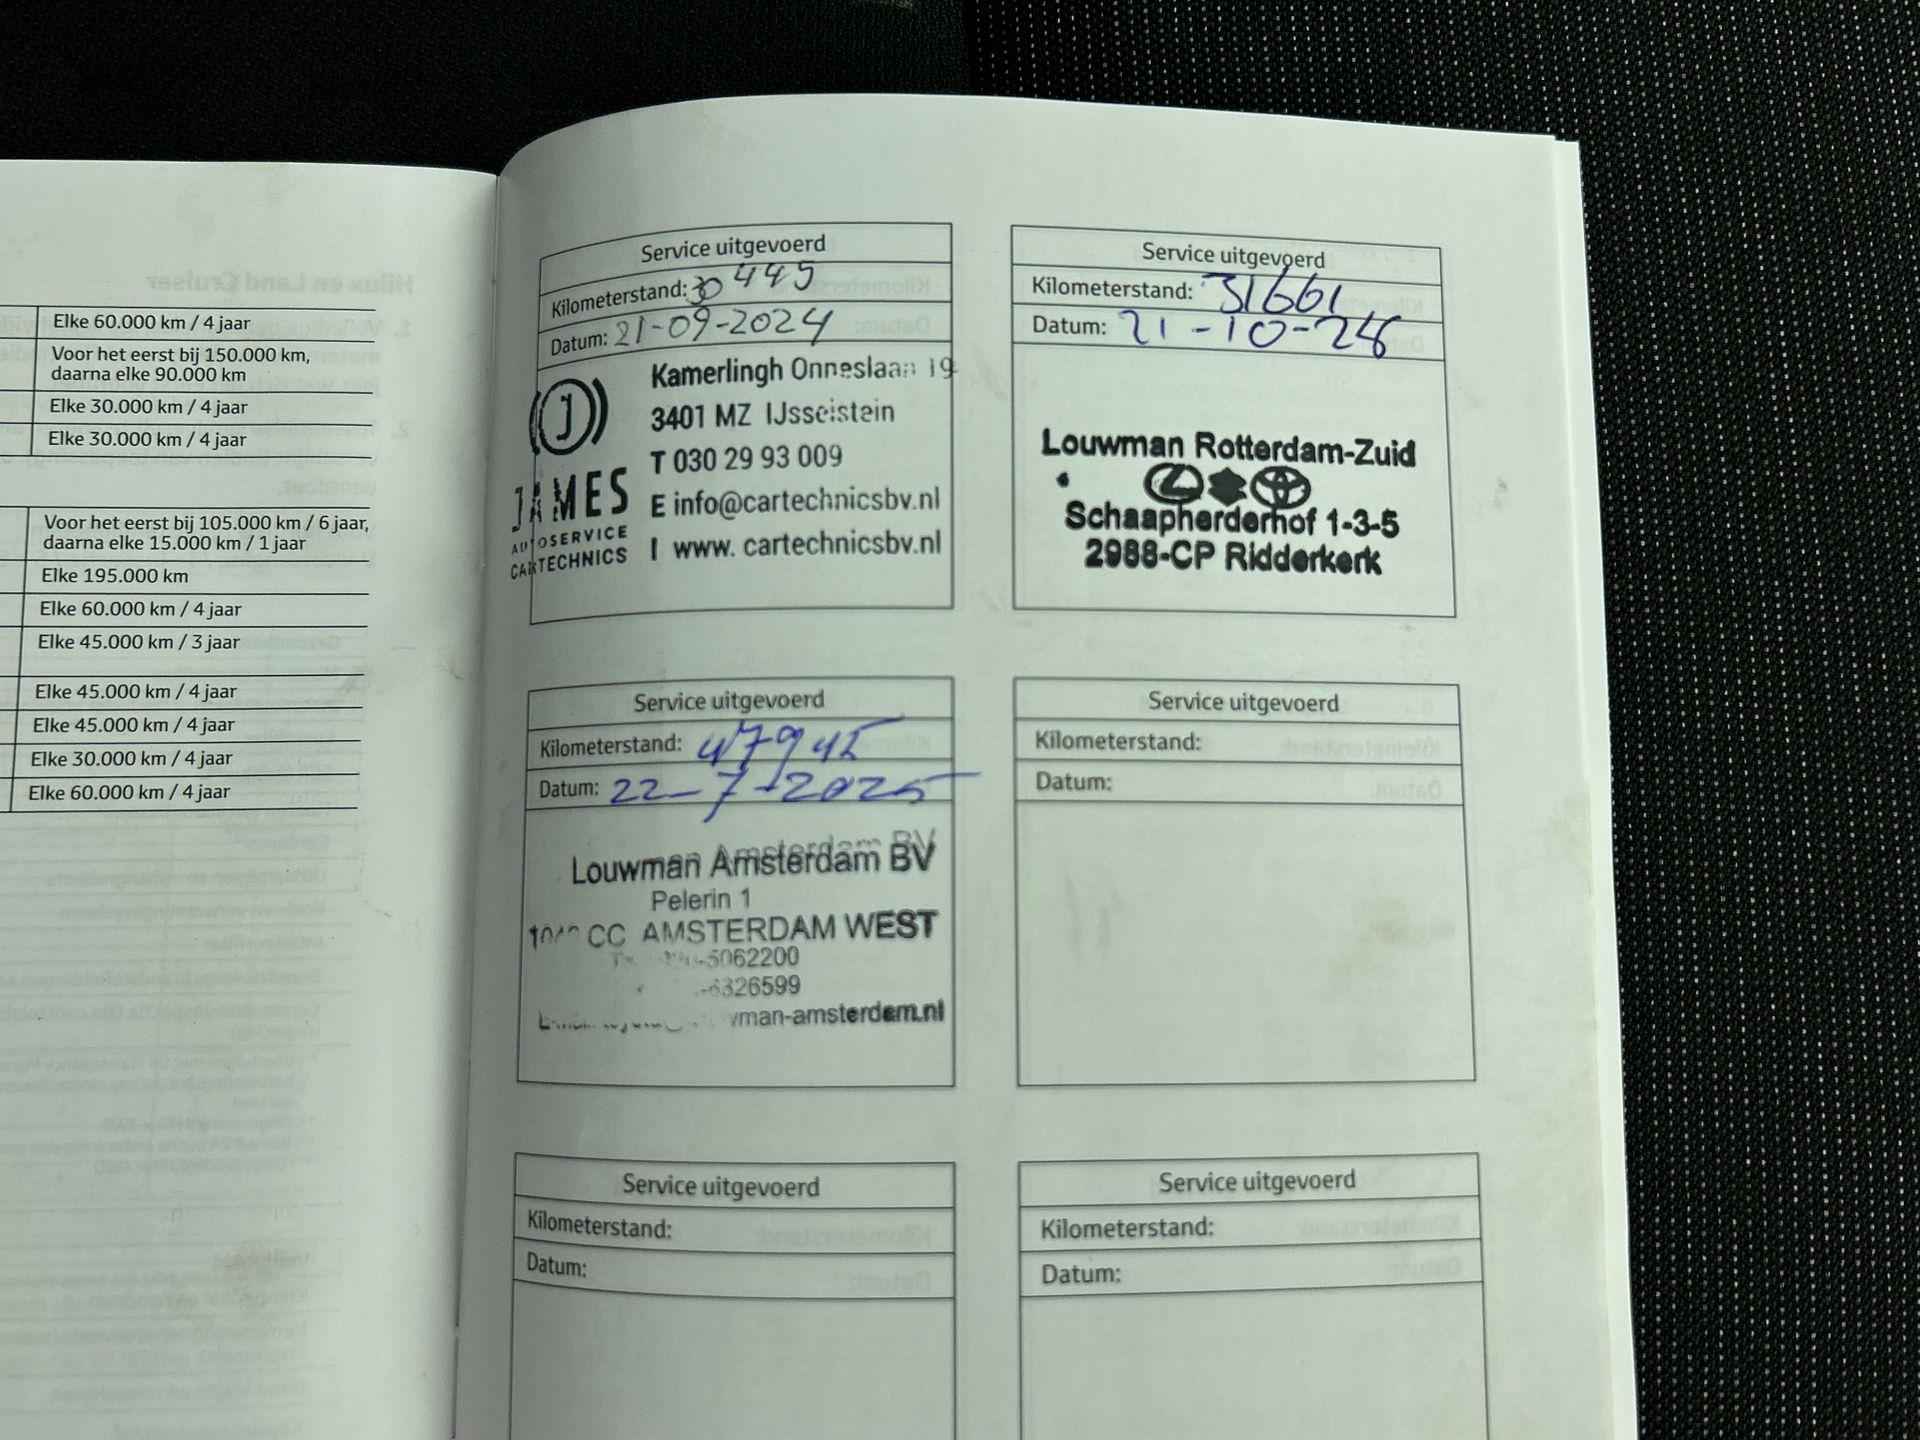 Elke 60.000 km / 4 jaar
Voor het eerst bij 150.000 km,
daarna elke 90.000 km
Elke 30.000 km / 4 jaar
Elke 30.000 km / 4 jaar
Voor het eerst bij 105.000 km / 6 jaar,
daarna elke 15.000 km / 1 jaar
Elke 195.000 km
Elke 60.000 km / 4 jaar
Elke 45.000 km / 3 jaar
Elke 45.000 km / 4 jaar
Elke 45.000 km / 4 jaar
Elke 30.000 km / 4 jaar
Elke 60.000 km / 4 jaar
Service uitgevoerd
Kilometerstand: 30445
Datum: 21-09-2024
J
JAMES
AUTOSERVICE
CARTECHNICS
Kamerlingh Onneslaan 19
3401 MZ IJsselstein
T 030 29 93 009
E info@cartechnicsbv.nl
I www. cartechnicsbv.nl
Service uitgevoerd
Kilometerstand: 31661
Datum: 21-10-24
Louwman Rotterdam-Zuid
Schaapherderhof 1-3-5
2988-CP Ridderkerk
Service uitgevoerd
Kilometerstand: 47945
Datum: 22-7-2025
Louwman Amsterdam BV
Pelerin 1
CC AMSTERDAM WEST
5062200
6326599
wman-amsterdam.nl
Service uitgevoerd
Kilometerstand:
Datum:
Service uitgevoerd
Kilometerstand:
Datum:
Service uitgevoerd
Kilometerstand:
Datum: